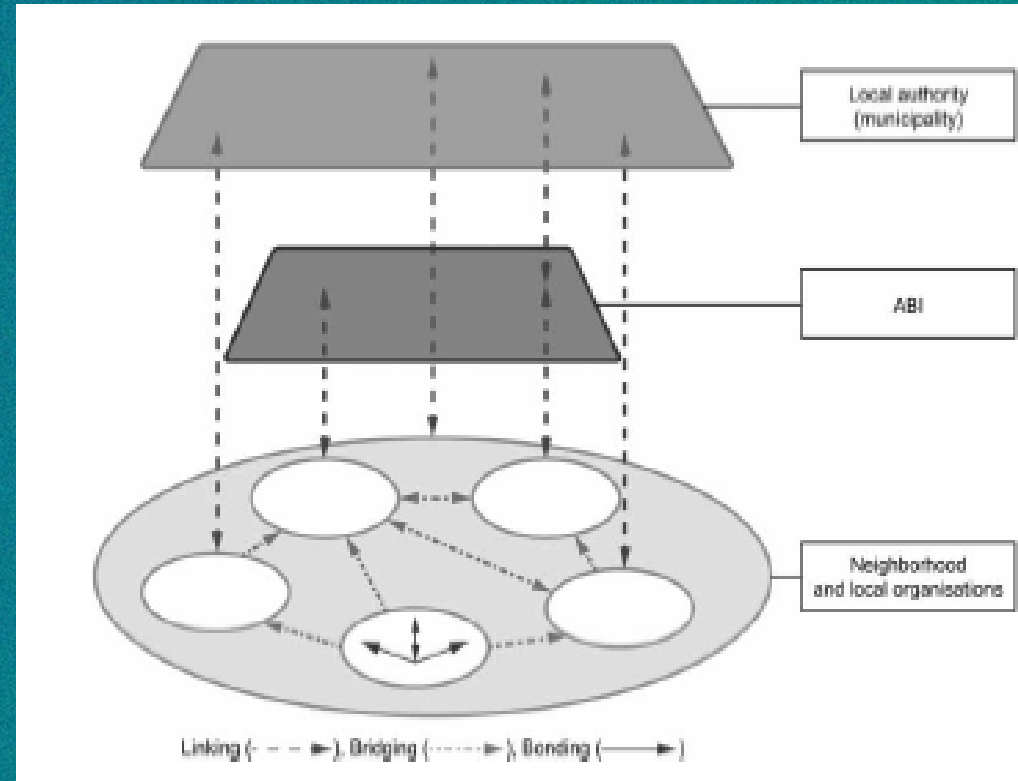 Local authority
(municipality)
ABI
Neighborhood
and local organisations
Linking (- - - ►), Bridging (········►), Bonding (———►)